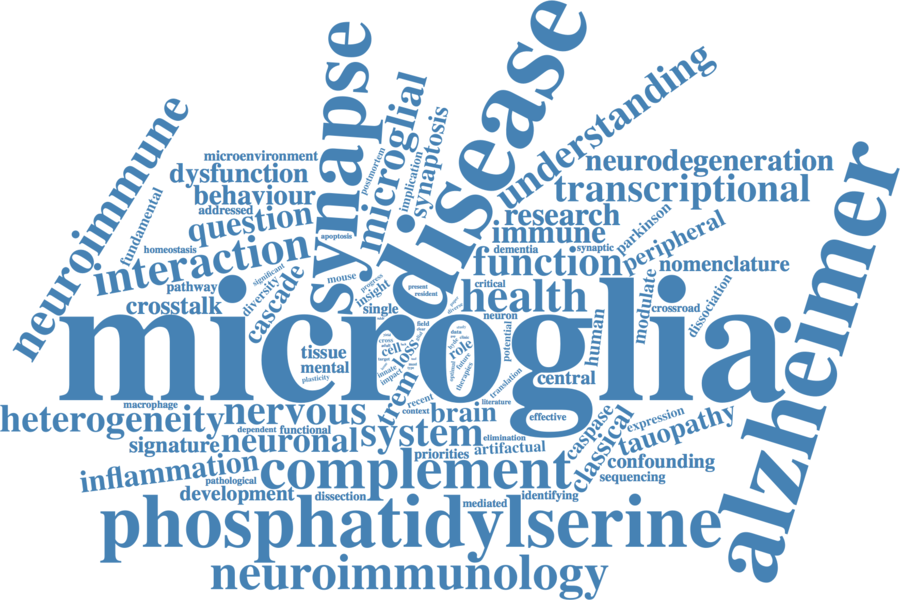 disease
synapse
understanding
microglial
neuroimmune
synaptosis
implication
postmortem
microenvironment
neurodegeneration
dysfunction
transcriptional
behaviour
fundamental
addressed
research
parkinson
question
immune
peripheral
alzheimer
apoptosis
homeostasis
dementia
synaptic
interaction
function
nomenclature
significant
mouse
progress
insight
pathway
diversity
cascade
present
resident
critical
health
modulate
dissociation
crosstalk
single
crossroad
microglia
neuron
field
data
cross
human
potential
tissue
cell
loss
role
mental
innate
impact
future
therapies
optimal
plasticity
central
translation
trem
recent
literature
context
macrophage
heterogeneity
nervous
brain
effective
caspase
expression
dependent
functional
signature
neuronal
system
elimination
tauopathy
classical
priorities
artifactual
inflammation
complement
confounding
pathological
sequencing
development
dissection
mediated
identifying
phosphatidylserine
neuroimmunology